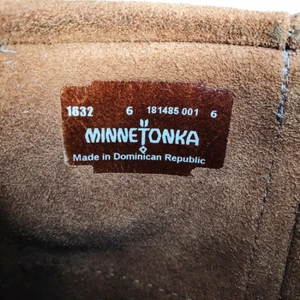 1632 6 181485 001 6
MINNETONKA
Made in Dominican Republic